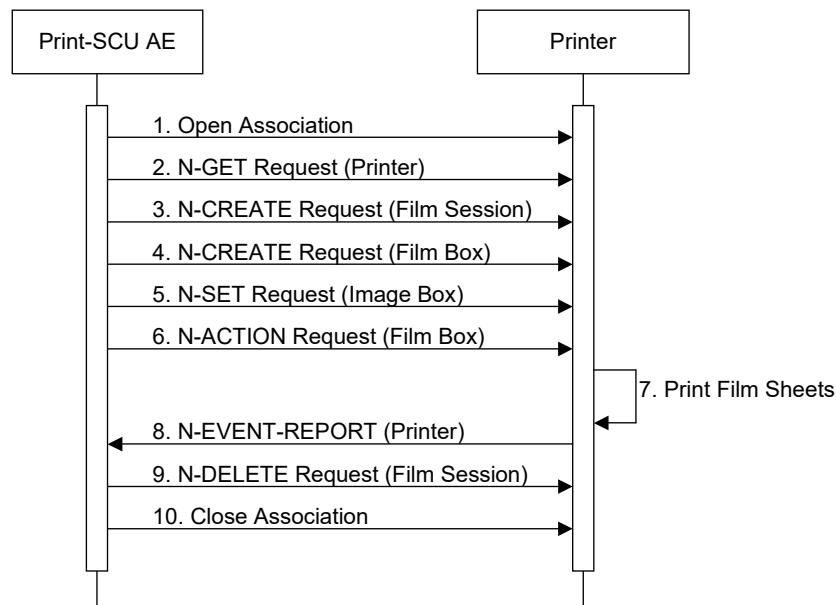 Print-SCU AE
Printer
1. Open Association
2. N-GET Request (Printer)
3. N-CREATE Request (Film Session)
4. N-CREATE Request (Film Box)
5. N-SET Request (Image Box)
6. N-ACTION Request (Film Box)
7. Print Film Sheets
8. N-EVENT-REPORT (Printer)
9. N-DELETE Request (Film Session)
10. Close Association